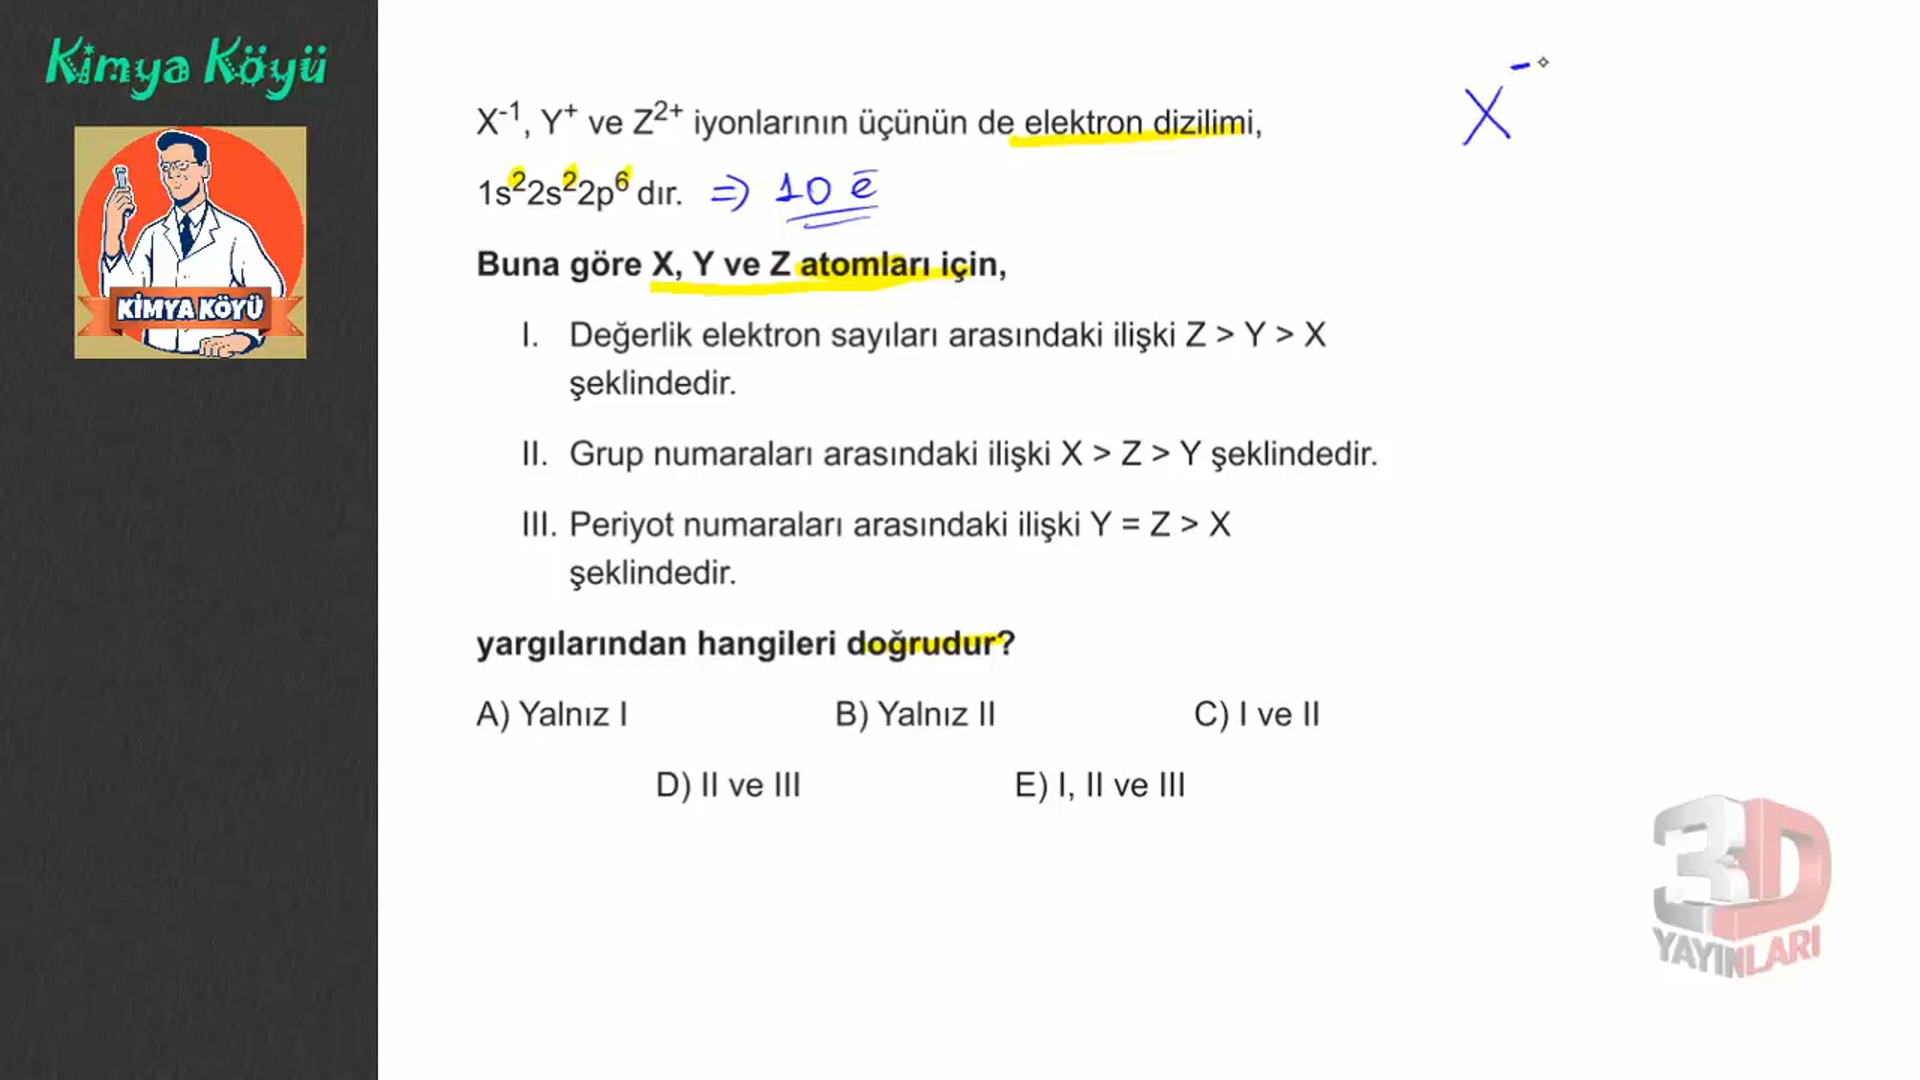 Kimya Köyü
KİMYA KÖYÜ
X⁻¹, Y⁺ ve Z²⁺ iyonlarının üçünün de elektron dizilimi,
1s²2s²2p⁶ dır. ⇒ 10 ē
X⁻
Buna göre X, Y ve Z atomları için,
I. Değerlik elektron sayıları arasındaki ilişki Z > Y > X
şeklindedir.
II. Grup numaraları arasındaki ilişki X > Z > Y şeklindedir.
III. Periyot numaraları arasındaki ilişki Y = Z > X
şeklindedir.
yargılarından hangileri doğrudur?
A) Yalnız I B) Yalnız II C) I ve II
D) II ve III E) I, II ve III
3D
YAYINLARI